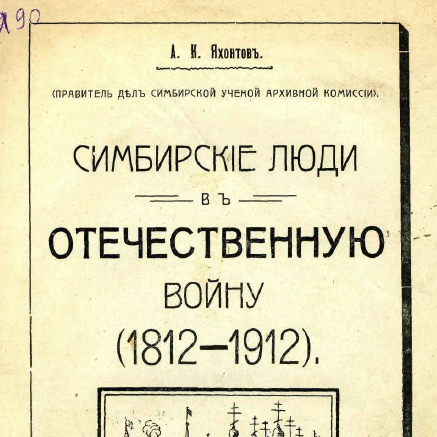 А. К. Яхонтовъ.
(ПРАВИТЕЛЬ ДѢЛЪ СИМБИРСКОЙ УЧЕНОЙ АРХИВНОЙ КОМИССІИ).
СИМБИРСКІЕ ЛЮДИ
ВЪ
ОТЕЧЕСТВЕННУЮ
ВОЙНУ
(1812—1912).